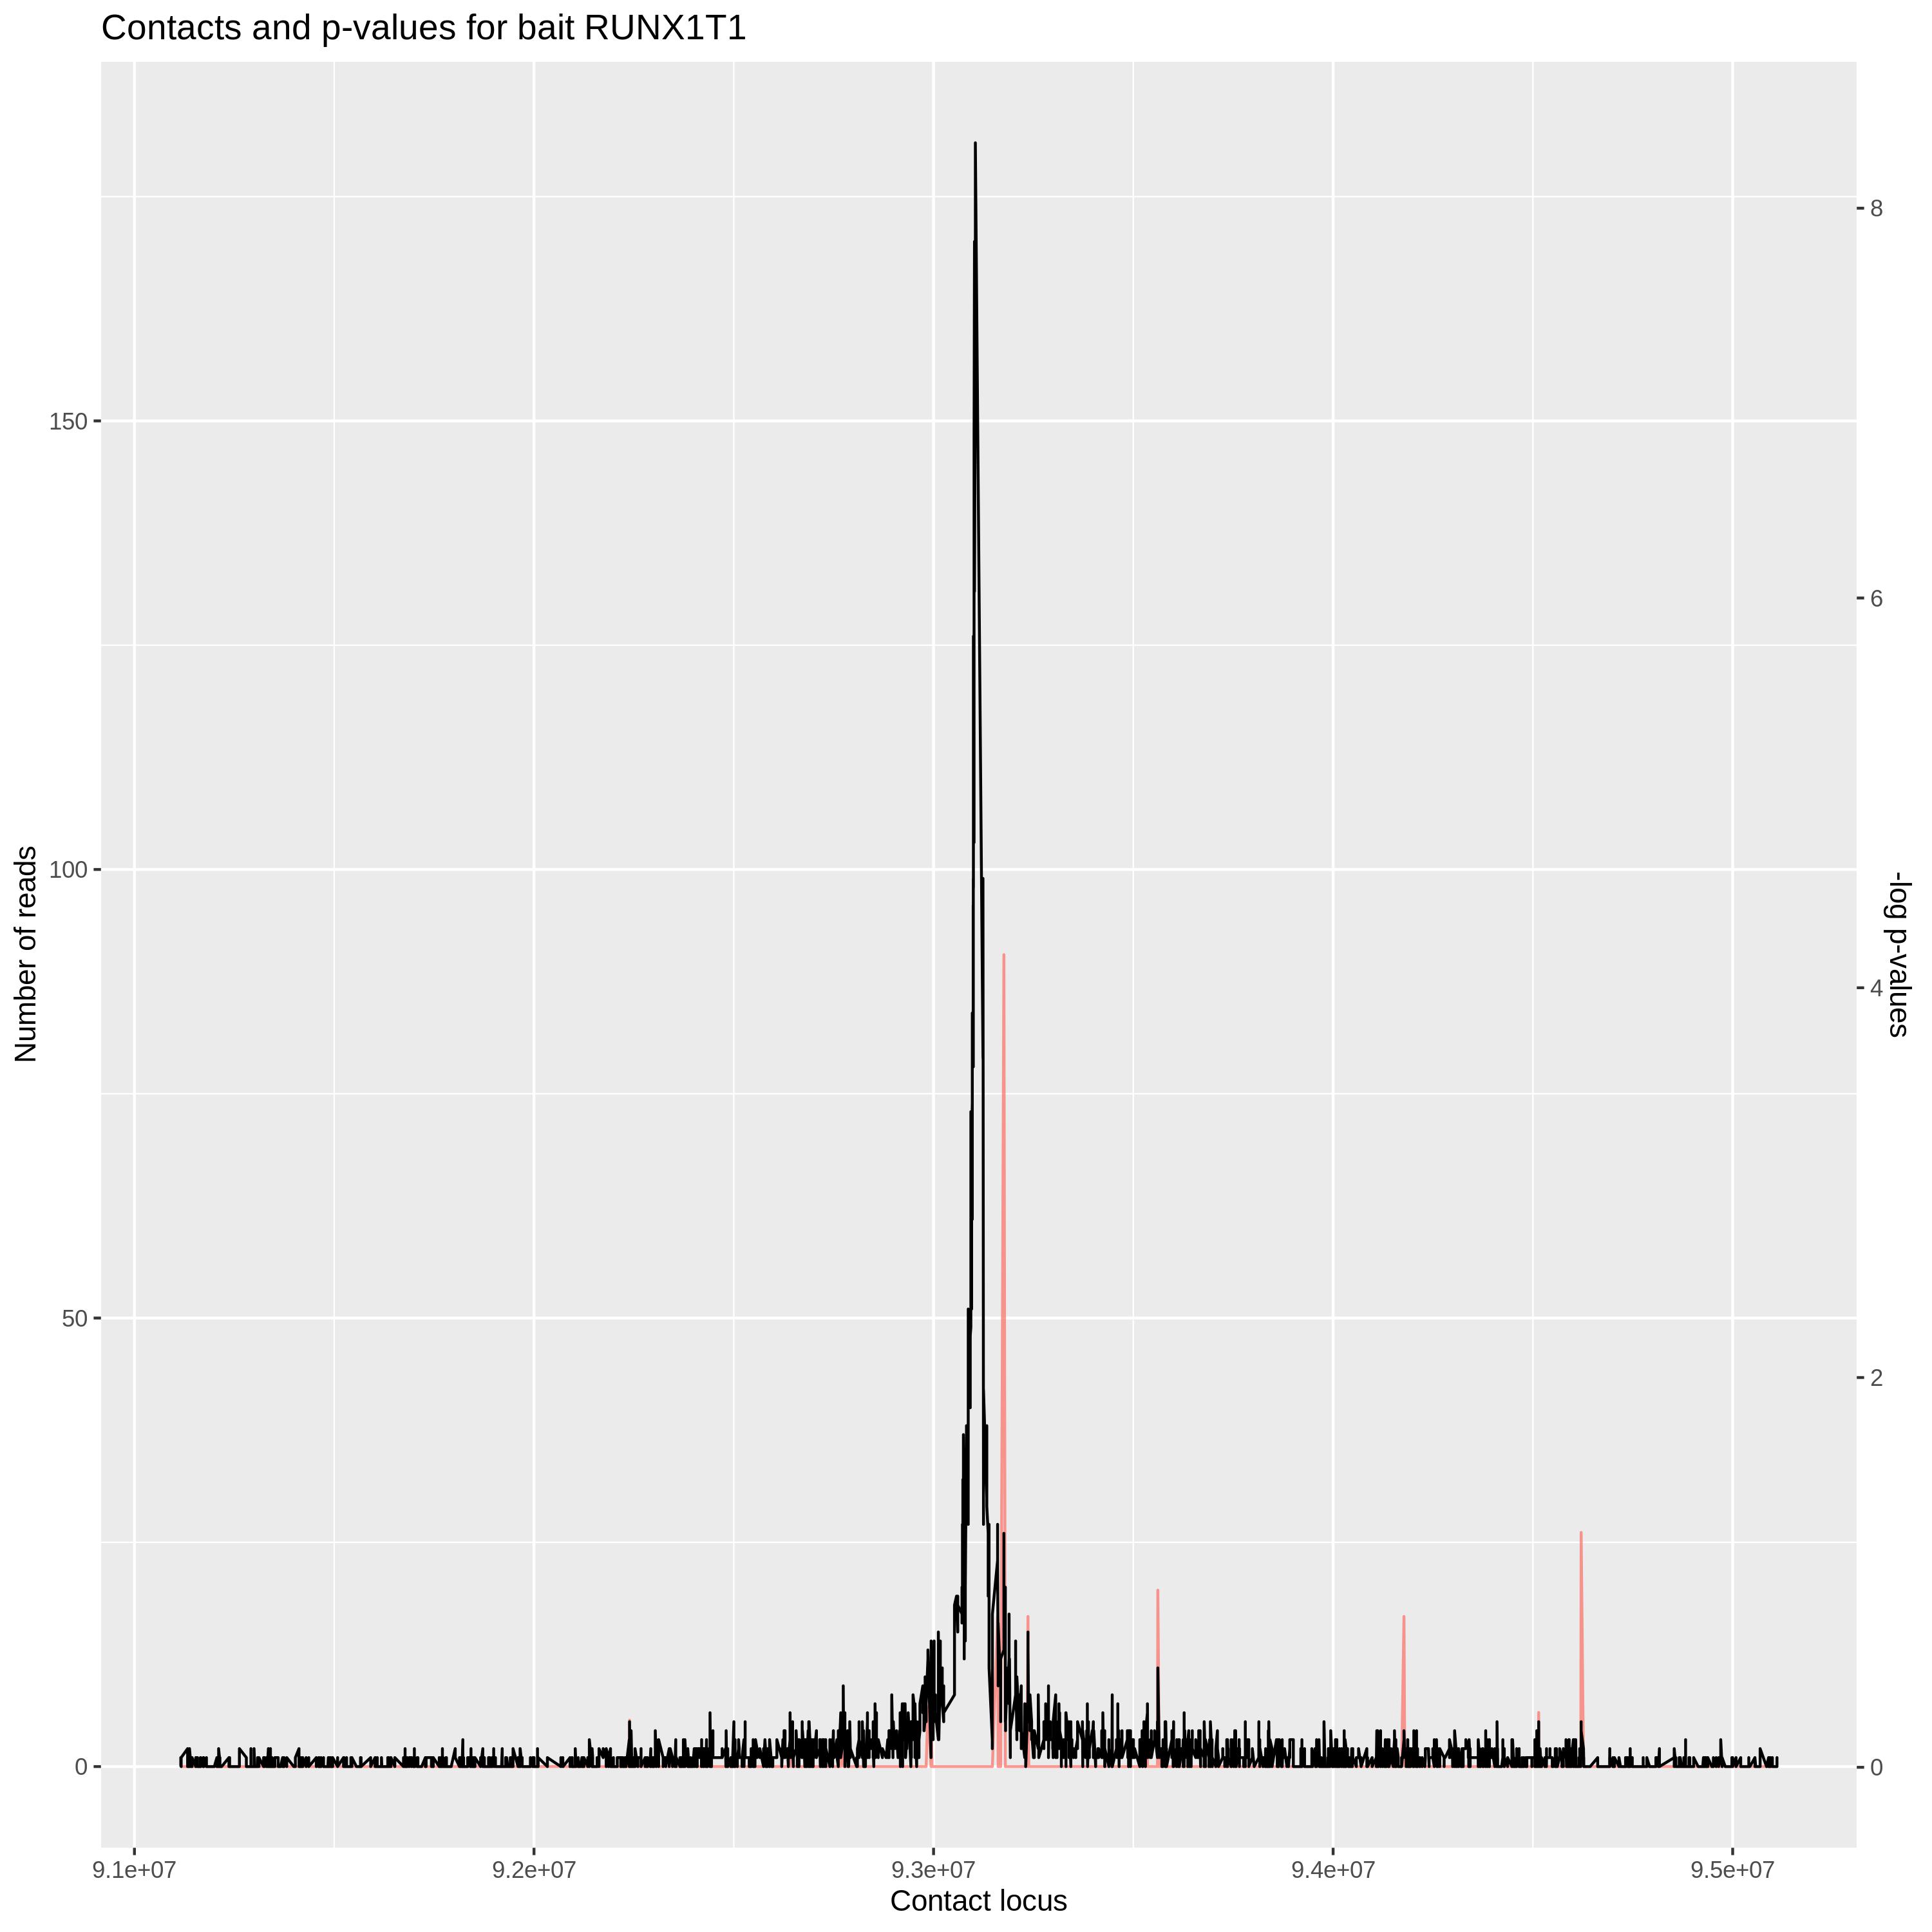 Contacts and p-values for bait RUNX1T1
150
100
50
0
Number of reads
8
6
4
2
0
-log p-values
9.1e+07 9.2e+07 9.3e+07 9.4e+07 9.5e+07
Contact locus